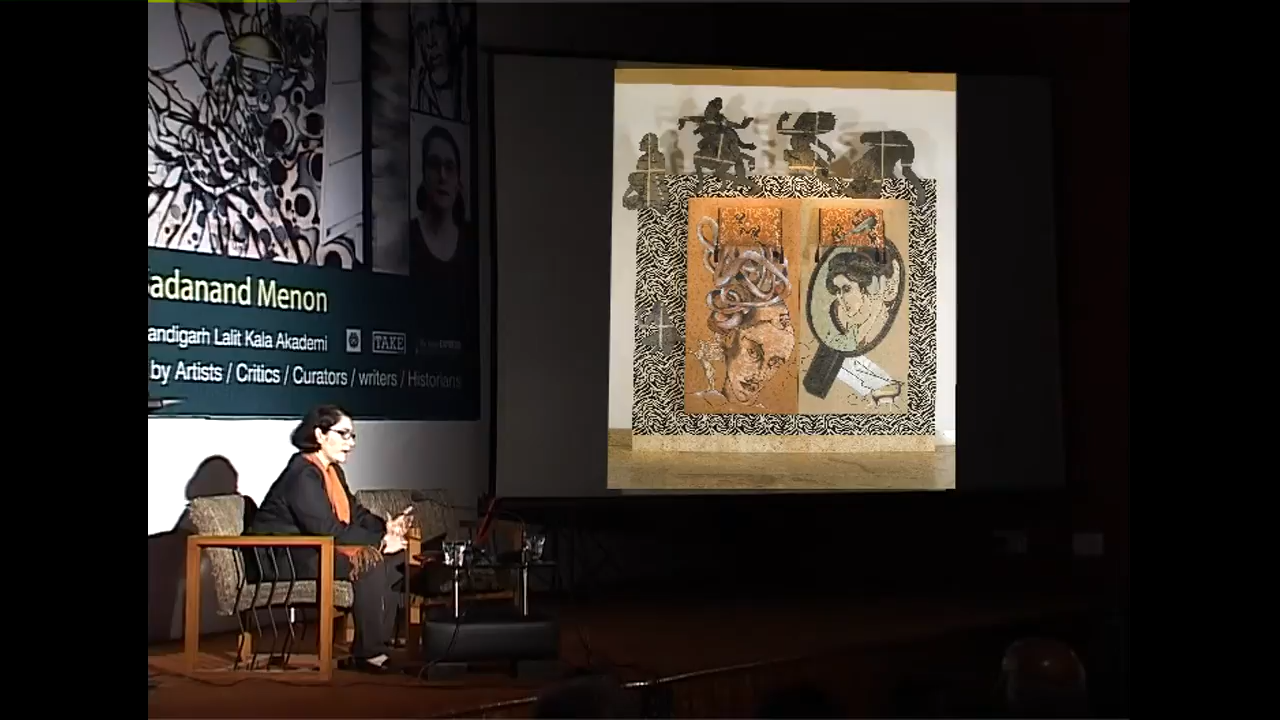 Sadanand Menon
andigarh Lalit Kala Akademi TAKE
by Artists / Critics / Curators / writers / Historians